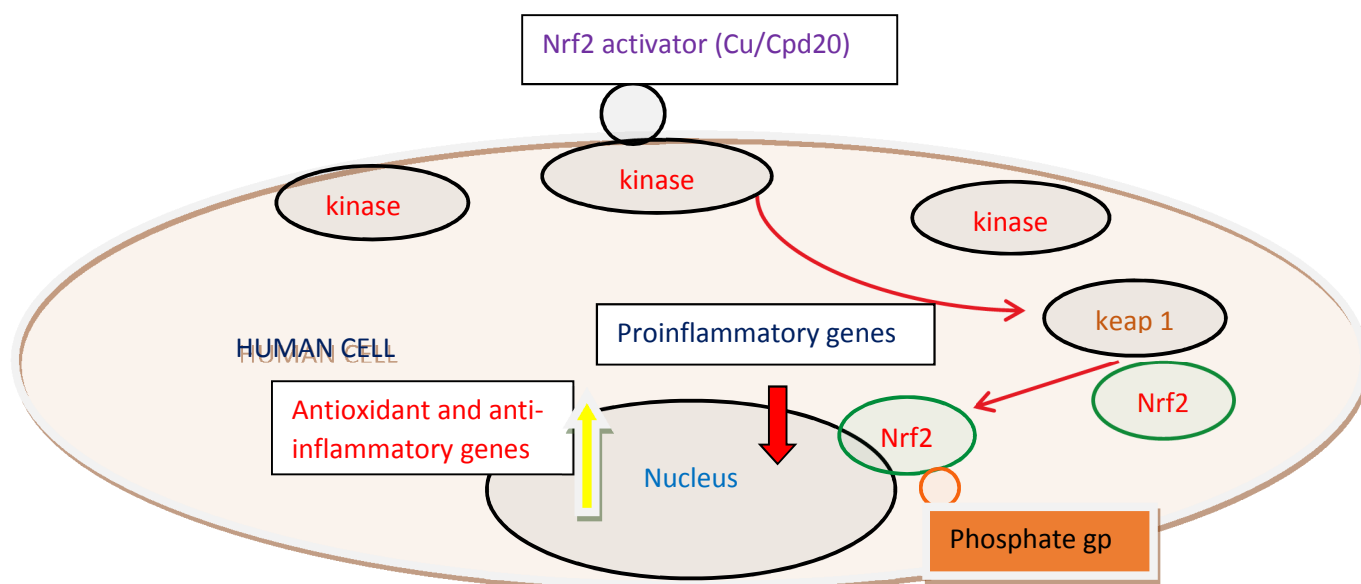 Nrf2 activator (Cu/Cpd20)
kinase
kinase
kinase
keap 1
Proinflammatory genes
HUMAN CELL
Nrf2
Antioxidant and anti-
inflammatory genes
Nrf2
Nucleus
Phosphate gp